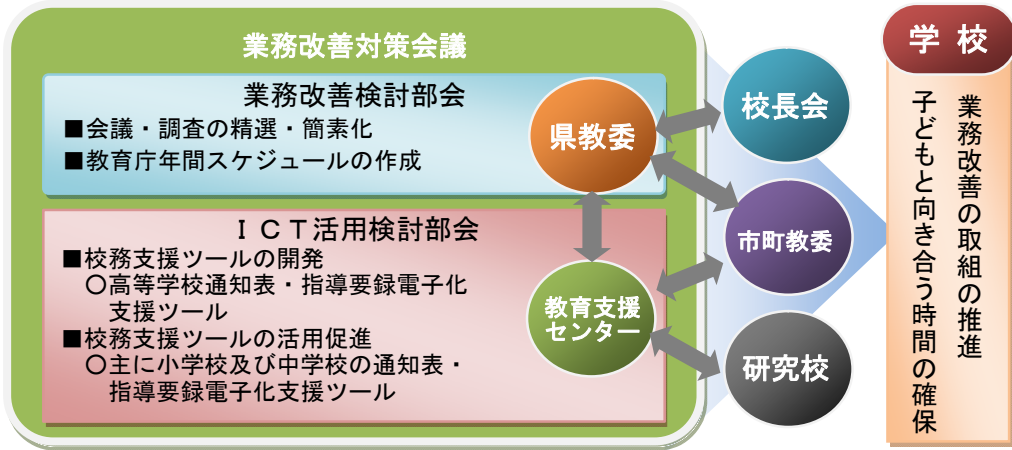 業務改善対策会議
業務改善検討部会
■会議・調査の精選・簡素化
■教育庁年間スケジュールの作成
県教委
ＩＣＴ活用検討部会
■校務支援ツールの開発
〇高等学校通知表・指導要録電子化
支援ツール
■校務支援ツールの活用促進
〇主に小学校及び中学校の通知表・
指導要録電子化支援ツール
教育支援
センター
校長会
市町教委
研究校
学 校
業務改善の取組の推進
子どもと向き合う時間の確保